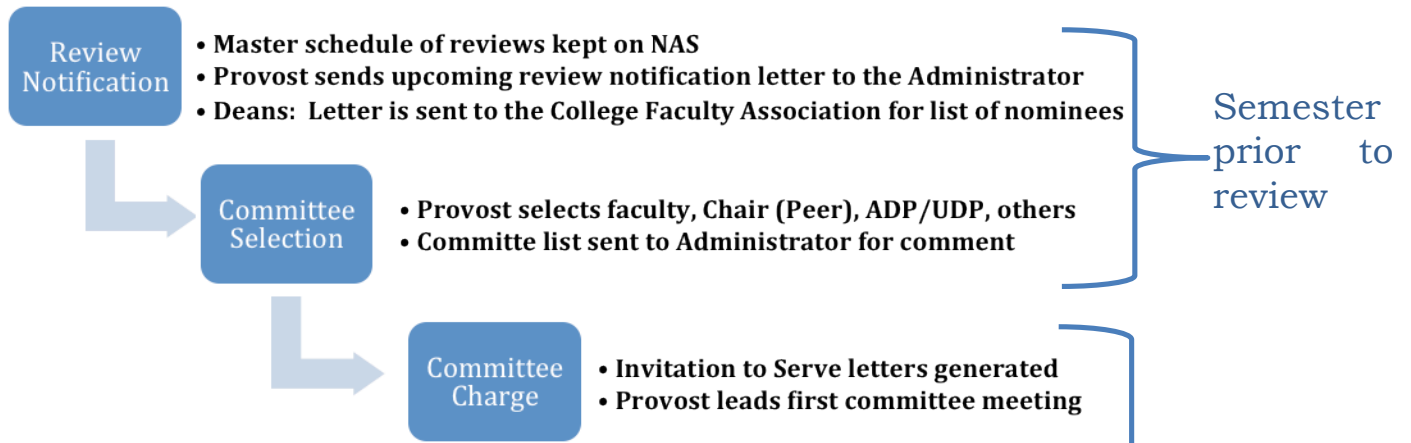 Review
Notification
• Master schedule of reviews kept on NAS
• Provost sends upcoming review notification letter to the Administrator
• Deans: Letter is sent to the College Faculty Association for list of nominees
Semester
prior to
review
Committee
Selection
• Provost selects faculty, Chair (Peer), ADP/UDP, others
• Committe list sent to Administrator for comment
Committee
Charge
• Invitation to Serve letters generated
• Provost leads first committee meeting